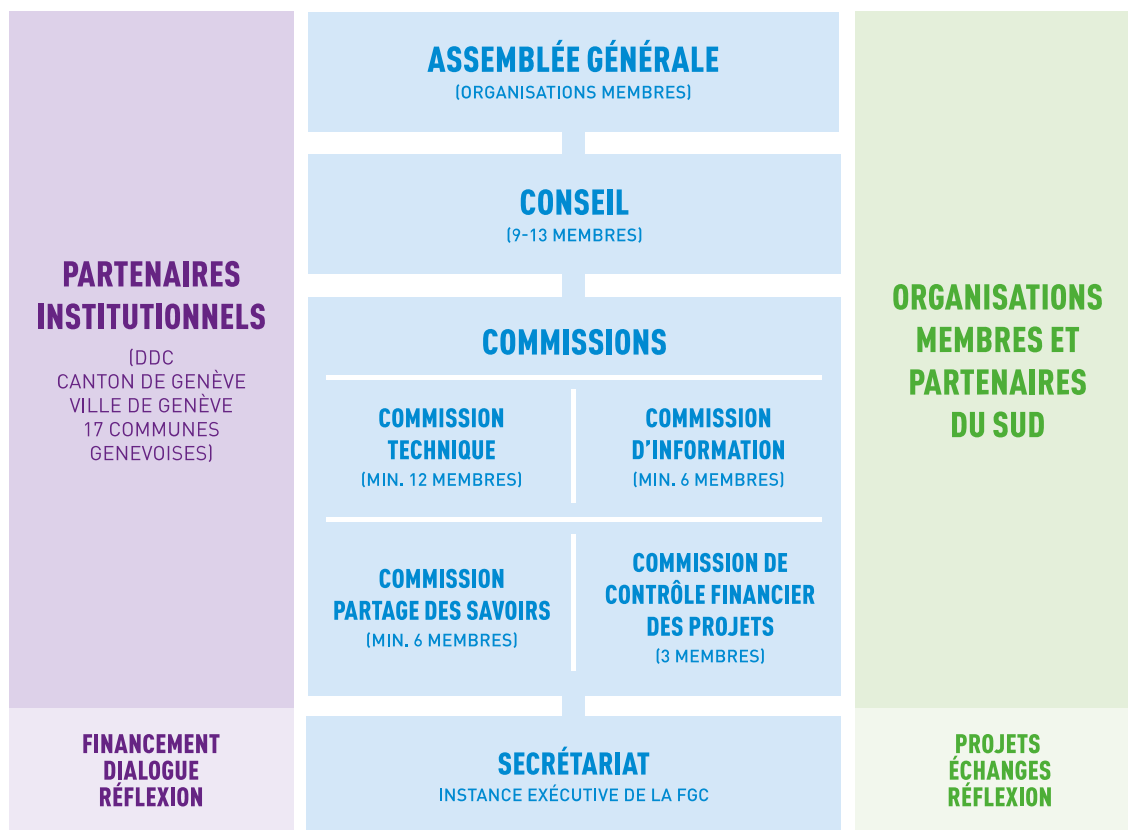 PARTENAIRES
INSTITUTIONNELS
(DDC
CANTON DE GENÈVE
VILLE DE GENÈVE
17 COMMUNES
GENEVOISES)
FINANCEMENT
DIALOGUE
RÉFLEXION
ASSEMBLÉE GÉNÉRALE
(ORGANISATIONS MEMBRES)
CONSEIL
(9-13 MEMBRES)
COMMISSIONS
COMMISSION
TECHNIQUE
(MIN. 12 MEMBRES)
COMMISSION
D'INFORMATION
(MIN. 6 MEMBRES)
COMMISSION
PARTAGE DES SAVOIRS
(MIN. 6 MEMBRES)
COMMISSION DE
CONTRÔLE FINANCIER
DES PROJETS
(3 MEMBRES)
SECRÉTARIAT
INSTANCE EXÉCUTIVE DE LA FGC
ORGANISATIONS
MEMBRES ET
PARTENAIRES
DU SUD
PROJETS
ÉCHANGES
RÉFLEXION